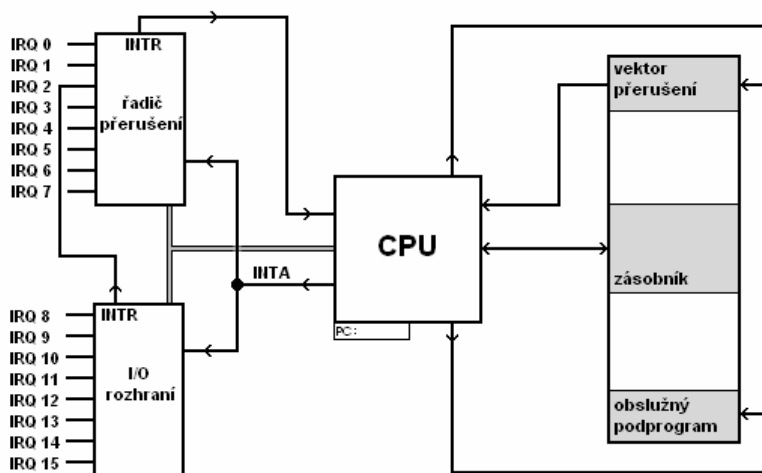 IRQ 0
IRQ 1
IRQ 2
IRQ 3
IRQ 4
IRQ 5
IRQ 6
IRQ 7
INTR
řadič
přerušení
IRQ 8
IRQ 9
IRQ 10
IRQ 11
IRQ 12
IRQ 13
IRQ 14
IRQ 15
INTR
I/O
rozhraní
INTA
CPU
PC:
vektor
přerušení
zásobník
obslužný
podprogram